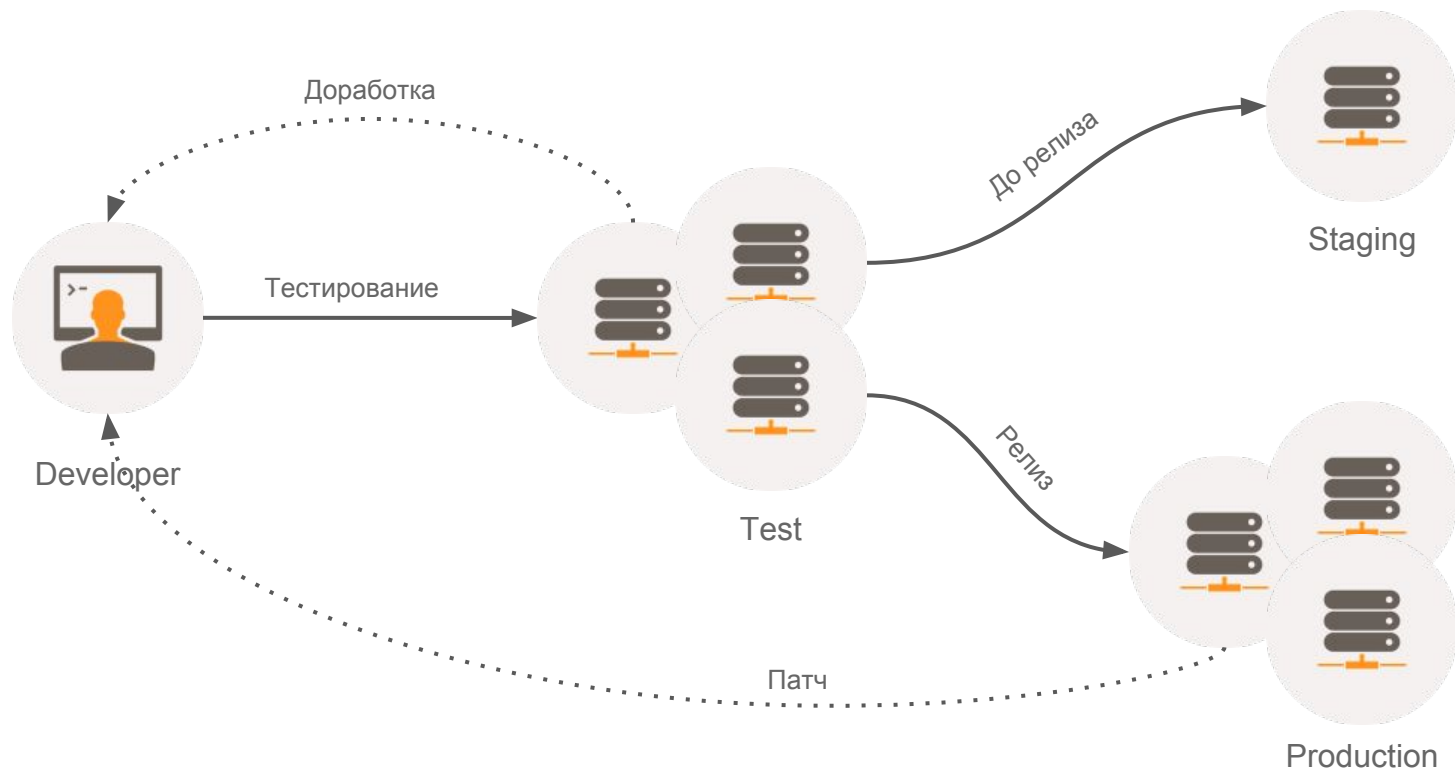 Доработка
До релиза
Staging
Тестирование
Developer
Релиз
Test
Патч
Production